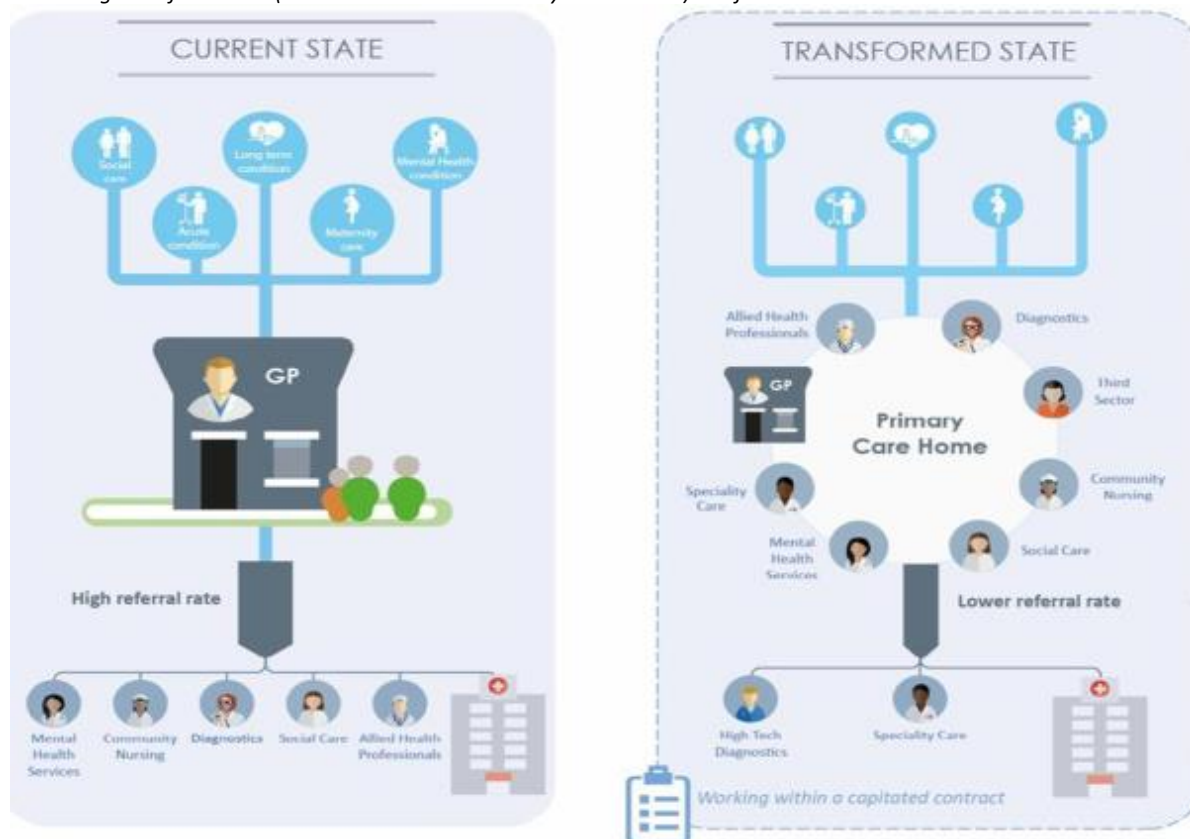 CURRENT STATE
Social
care
Long term
condition
Mental Health
condition
Acute
condition
Maternity
care
GP
High referral rate
Mental
Health
Services
Community
Nursing
Diagnostics
Social Care
Allied Health
Professionals
TRANSFORMED STATE
Allied Health
Professionals
Diagnostics
GP
Third
Sector
Primary
Care Home
Speciality
Care
Community
Nursing
Mental
Health
Services
Social Care
Lower referral rate
High Tech
Diagnostics
Speciality Care
Working within a capitated contract